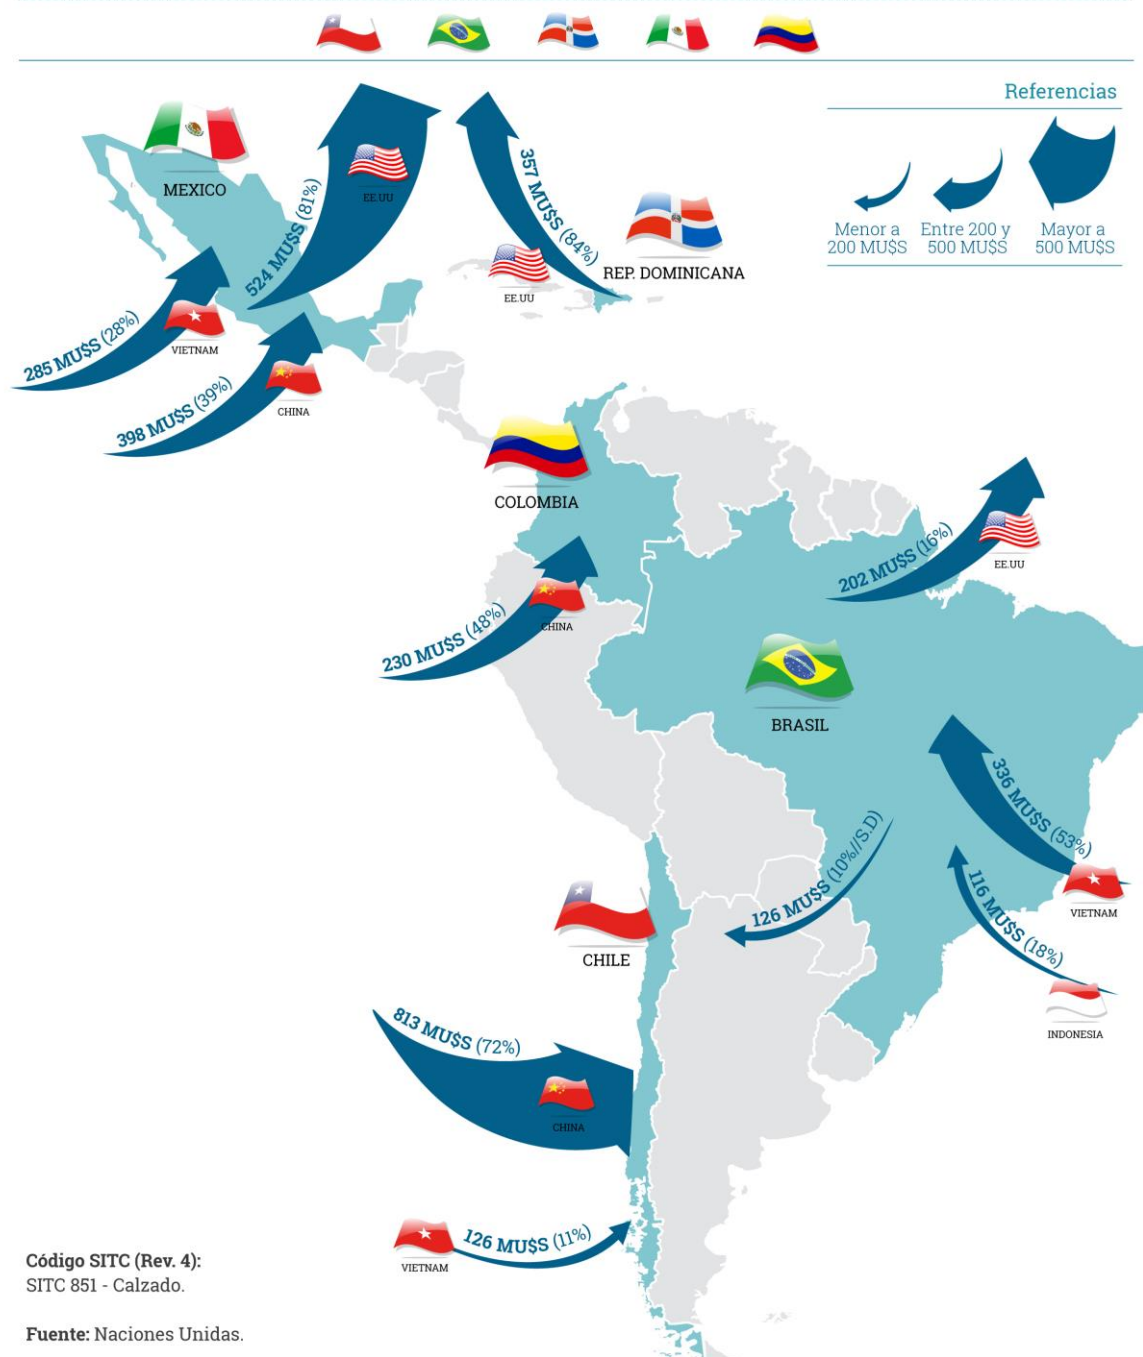 Referencias
Menor a
200 MU$S
Entre 200 y
500 MU$S
Mayor a
500 MU$S
MEXICO
524 MU$S (81%)
EE.UU
357 MU$S (84%)
EE.UU
REP. DOMINICANA
285 MU$S (28%)
VIETNAM
398 MU$S (39%)
CHINA
COLOMBIA
230 MU$S (48%)
CHINA
202 MU$S (16%)
EE.UU
BRASIL
336 MU$S (53%)
VIETNAM
116 MU$S (18%)
INDONESIA
126 MU$S (10%//S.D)
CHILE
813 MU$S (72%)
CHINA
126 MU$S (11%)
VIETNAM
Código SITC (Rev. 4):
SITC 851 - Calzado.
Fuente: Naciones Unidas.